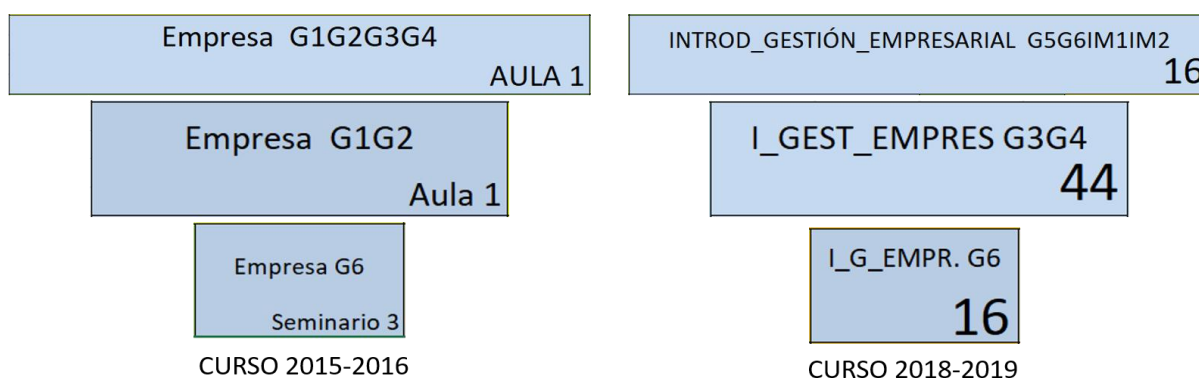 Empresa G1G2G3G4
AULA 1
Empresa G1G2
Aula 1
Empresa G6
Seminario 3
CURSO 2015-2016
INTROD_GESTIÓN_EMPRESARIAL G5G6IM1IM2
16
I_GEST_EMPRES G3G4
44
I_G_EMPR. G6
16
CURSO 2018-2019